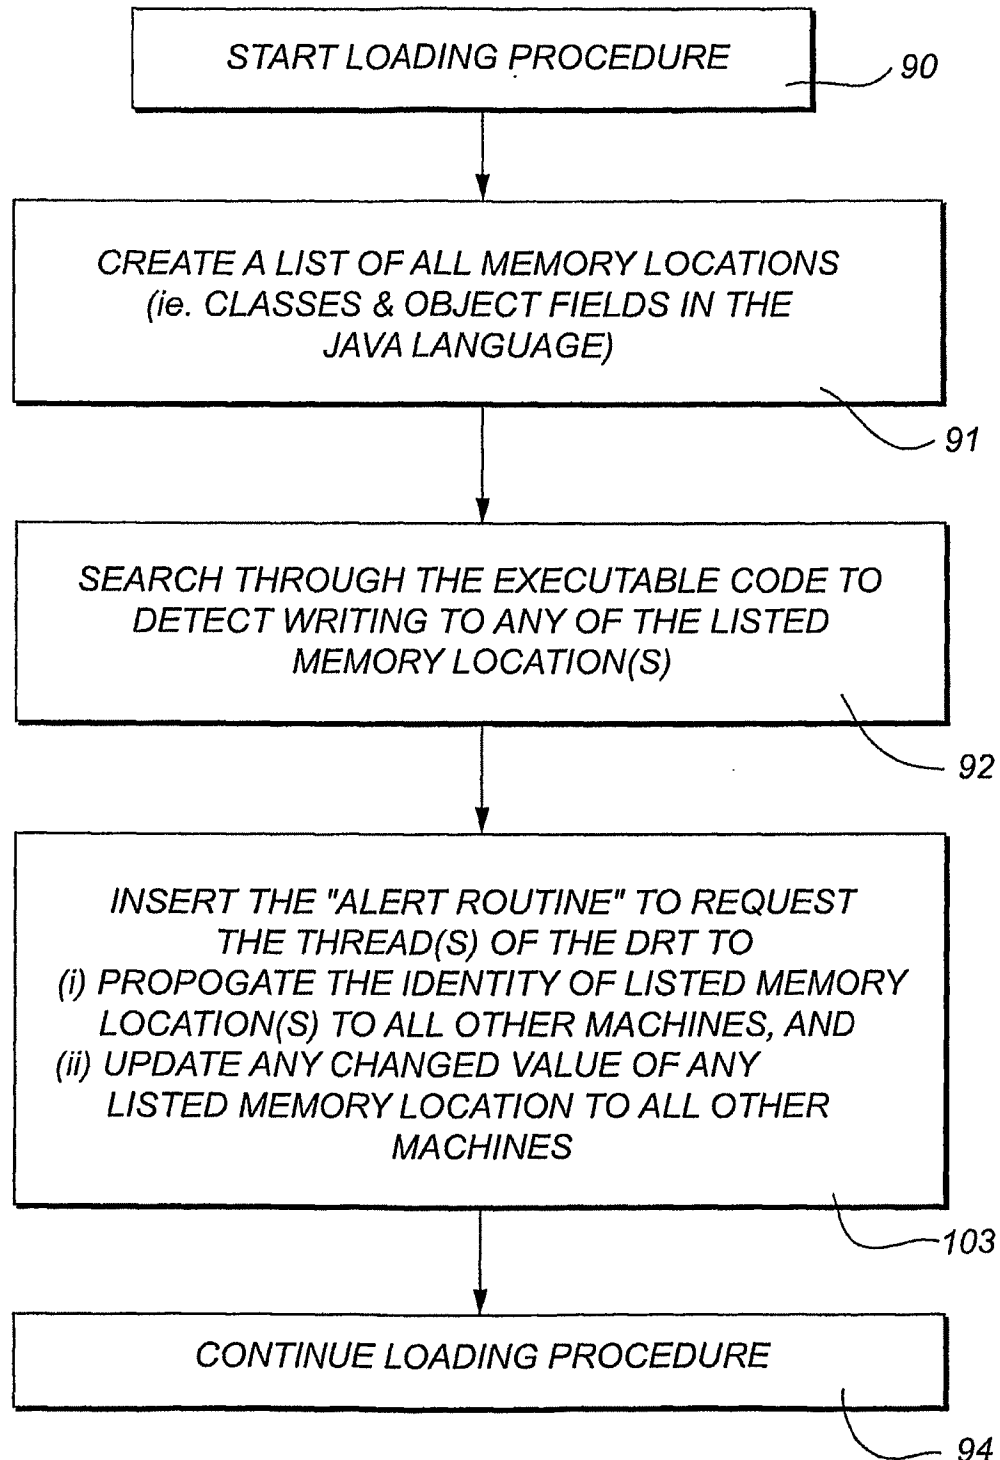 START LOADING PROCEDURE
90
CREATE A LIST OF ALL MEMORY LOCATIONS
(ie. CLASSES & OBJECT FIELDS IN THE
JAVA LANGUAGE)
91
SEARCH THROUGH THE EXECUTABLE CODE TO
DETECT WRITING TO ANY OF THE LISTED
MEMORY LOCATION(S)
92
INSERT THE "ALERT ROUTINE" TO REQUEST
THE THREAD(S) OF THE DRT TO
(i) PROPOGATE THE IDENTITY OF LISTED MEMORY
LOCATION(S) TO ALL OTHER MACHINES, AND
(ii) UPDATE ANY CHANGED VALUE OF ANY
LISTED MEMORY LOCATION TO ALL OTHER
MACHINES
103
CONTINUE LOADING PROCEDURE
94